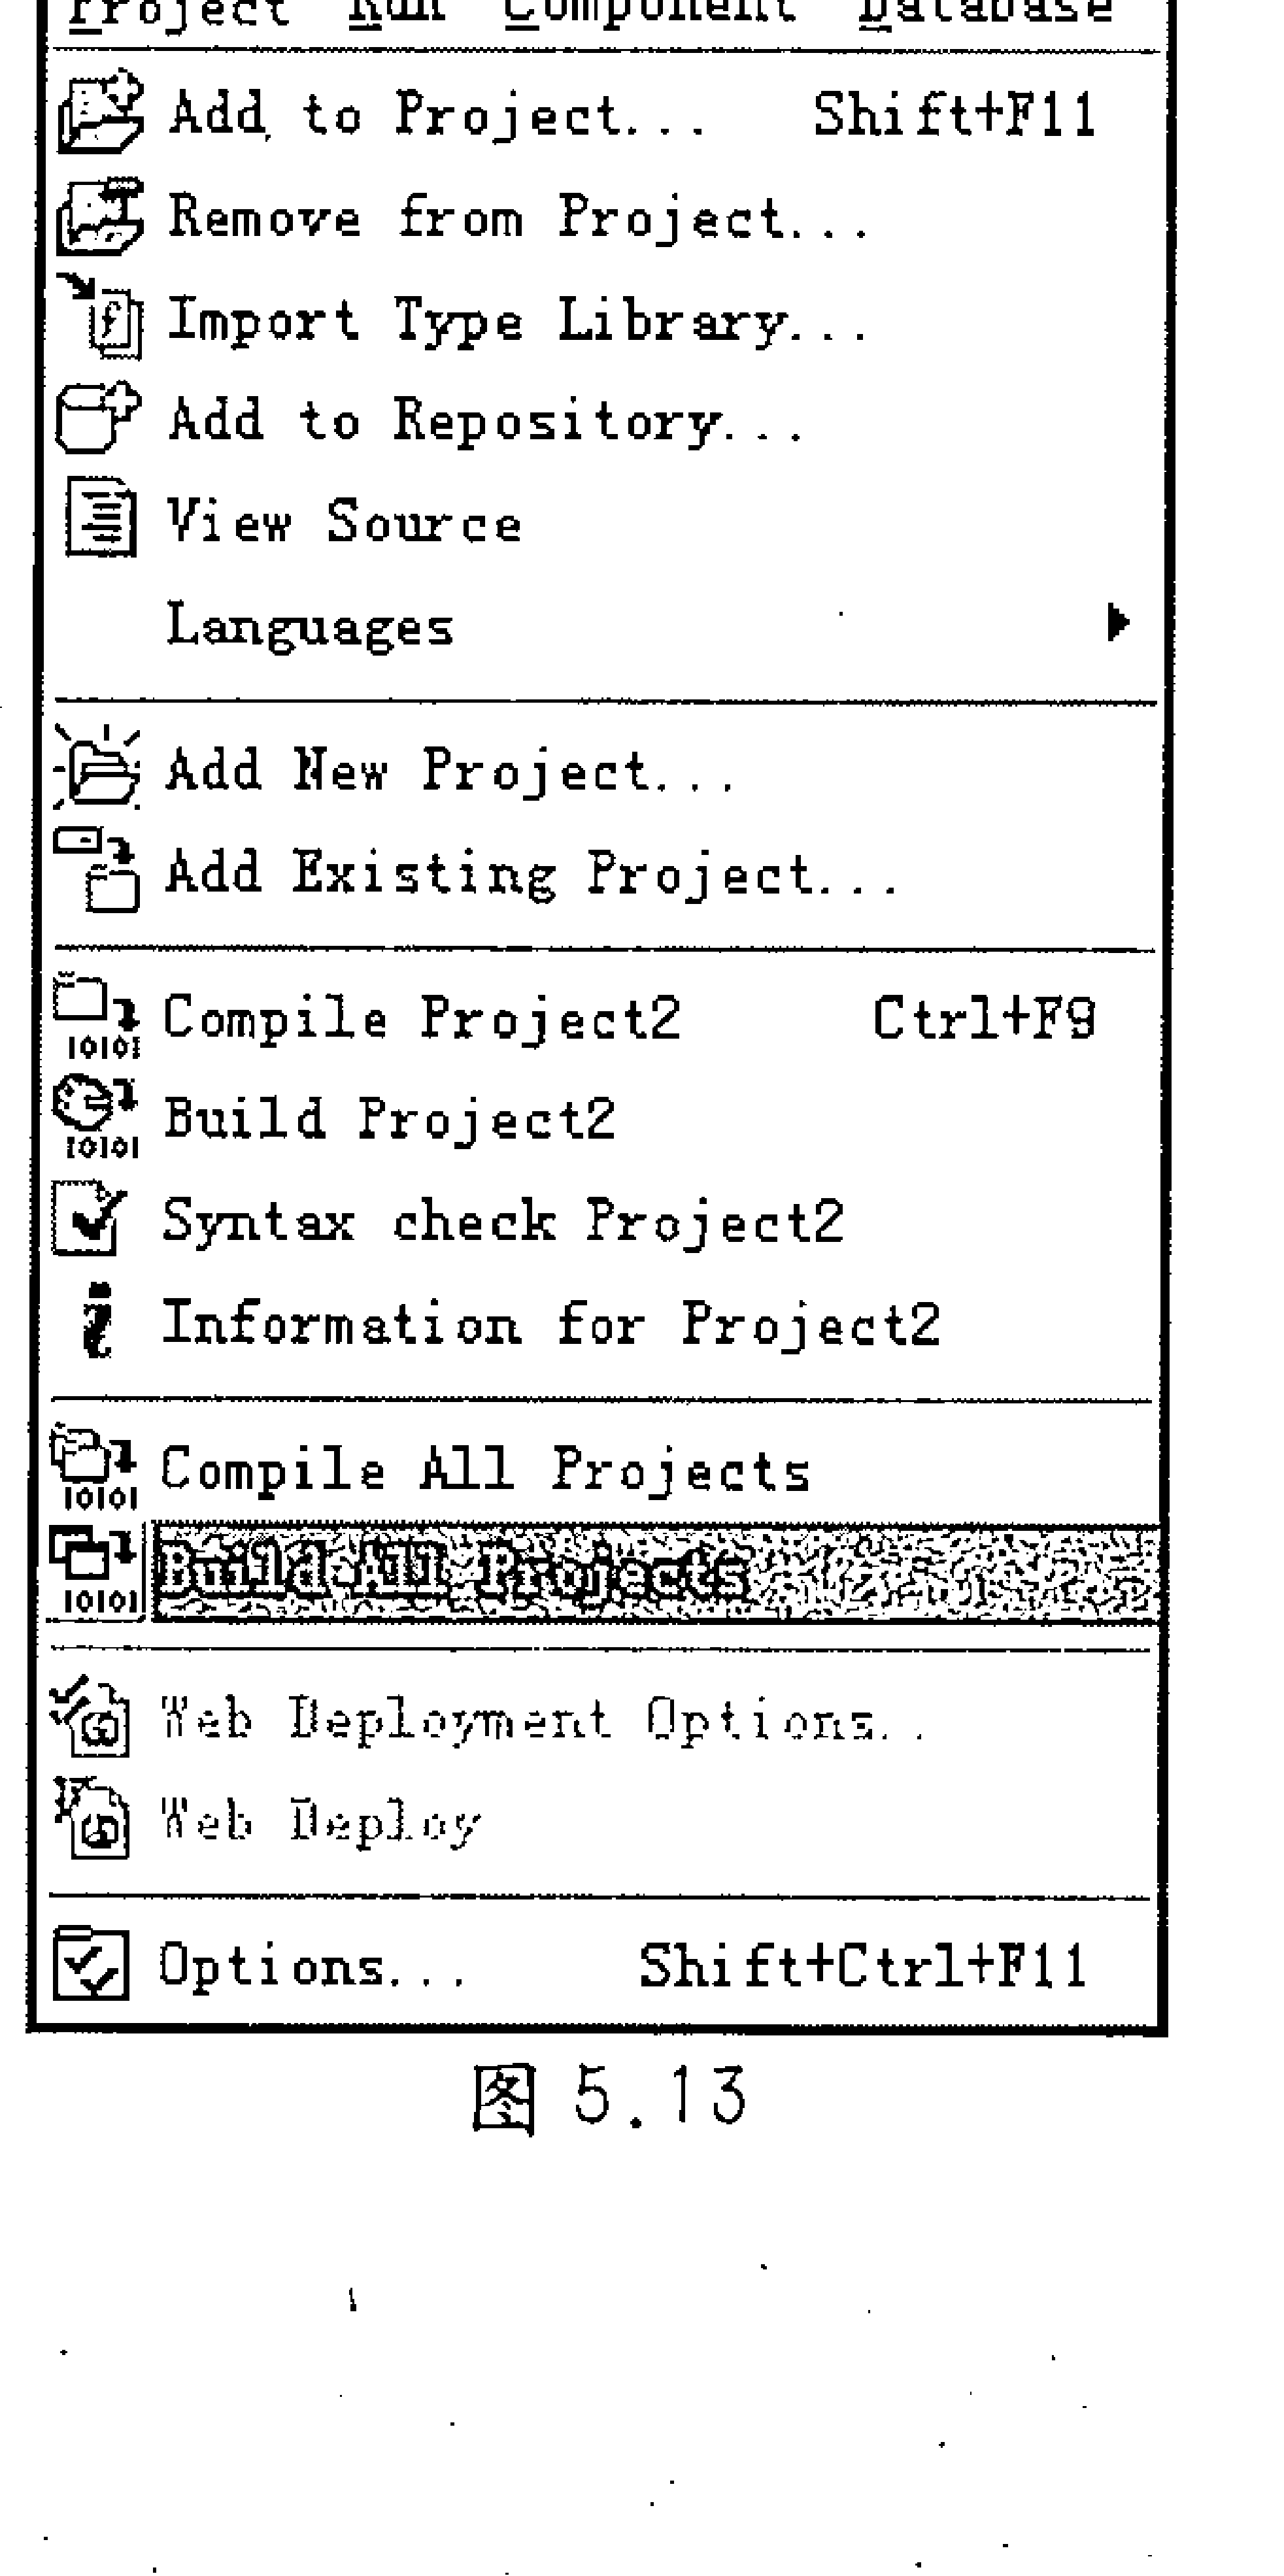 Project Run Component Database
Add to Project... Shift+F11
Remove from Project...
Import Type Library...
Add to Repository...
View Source
Languages
Add New Project...
Add Existing Project...
Compile Project2 Ctrl+F9
Build Project2
Syntax check Project2
Information for Project2
Compile All Projects
Build All Projects
Web Deployment Options..
Web Deploy
Options... Shift+Ctrl+F11
图 5.13